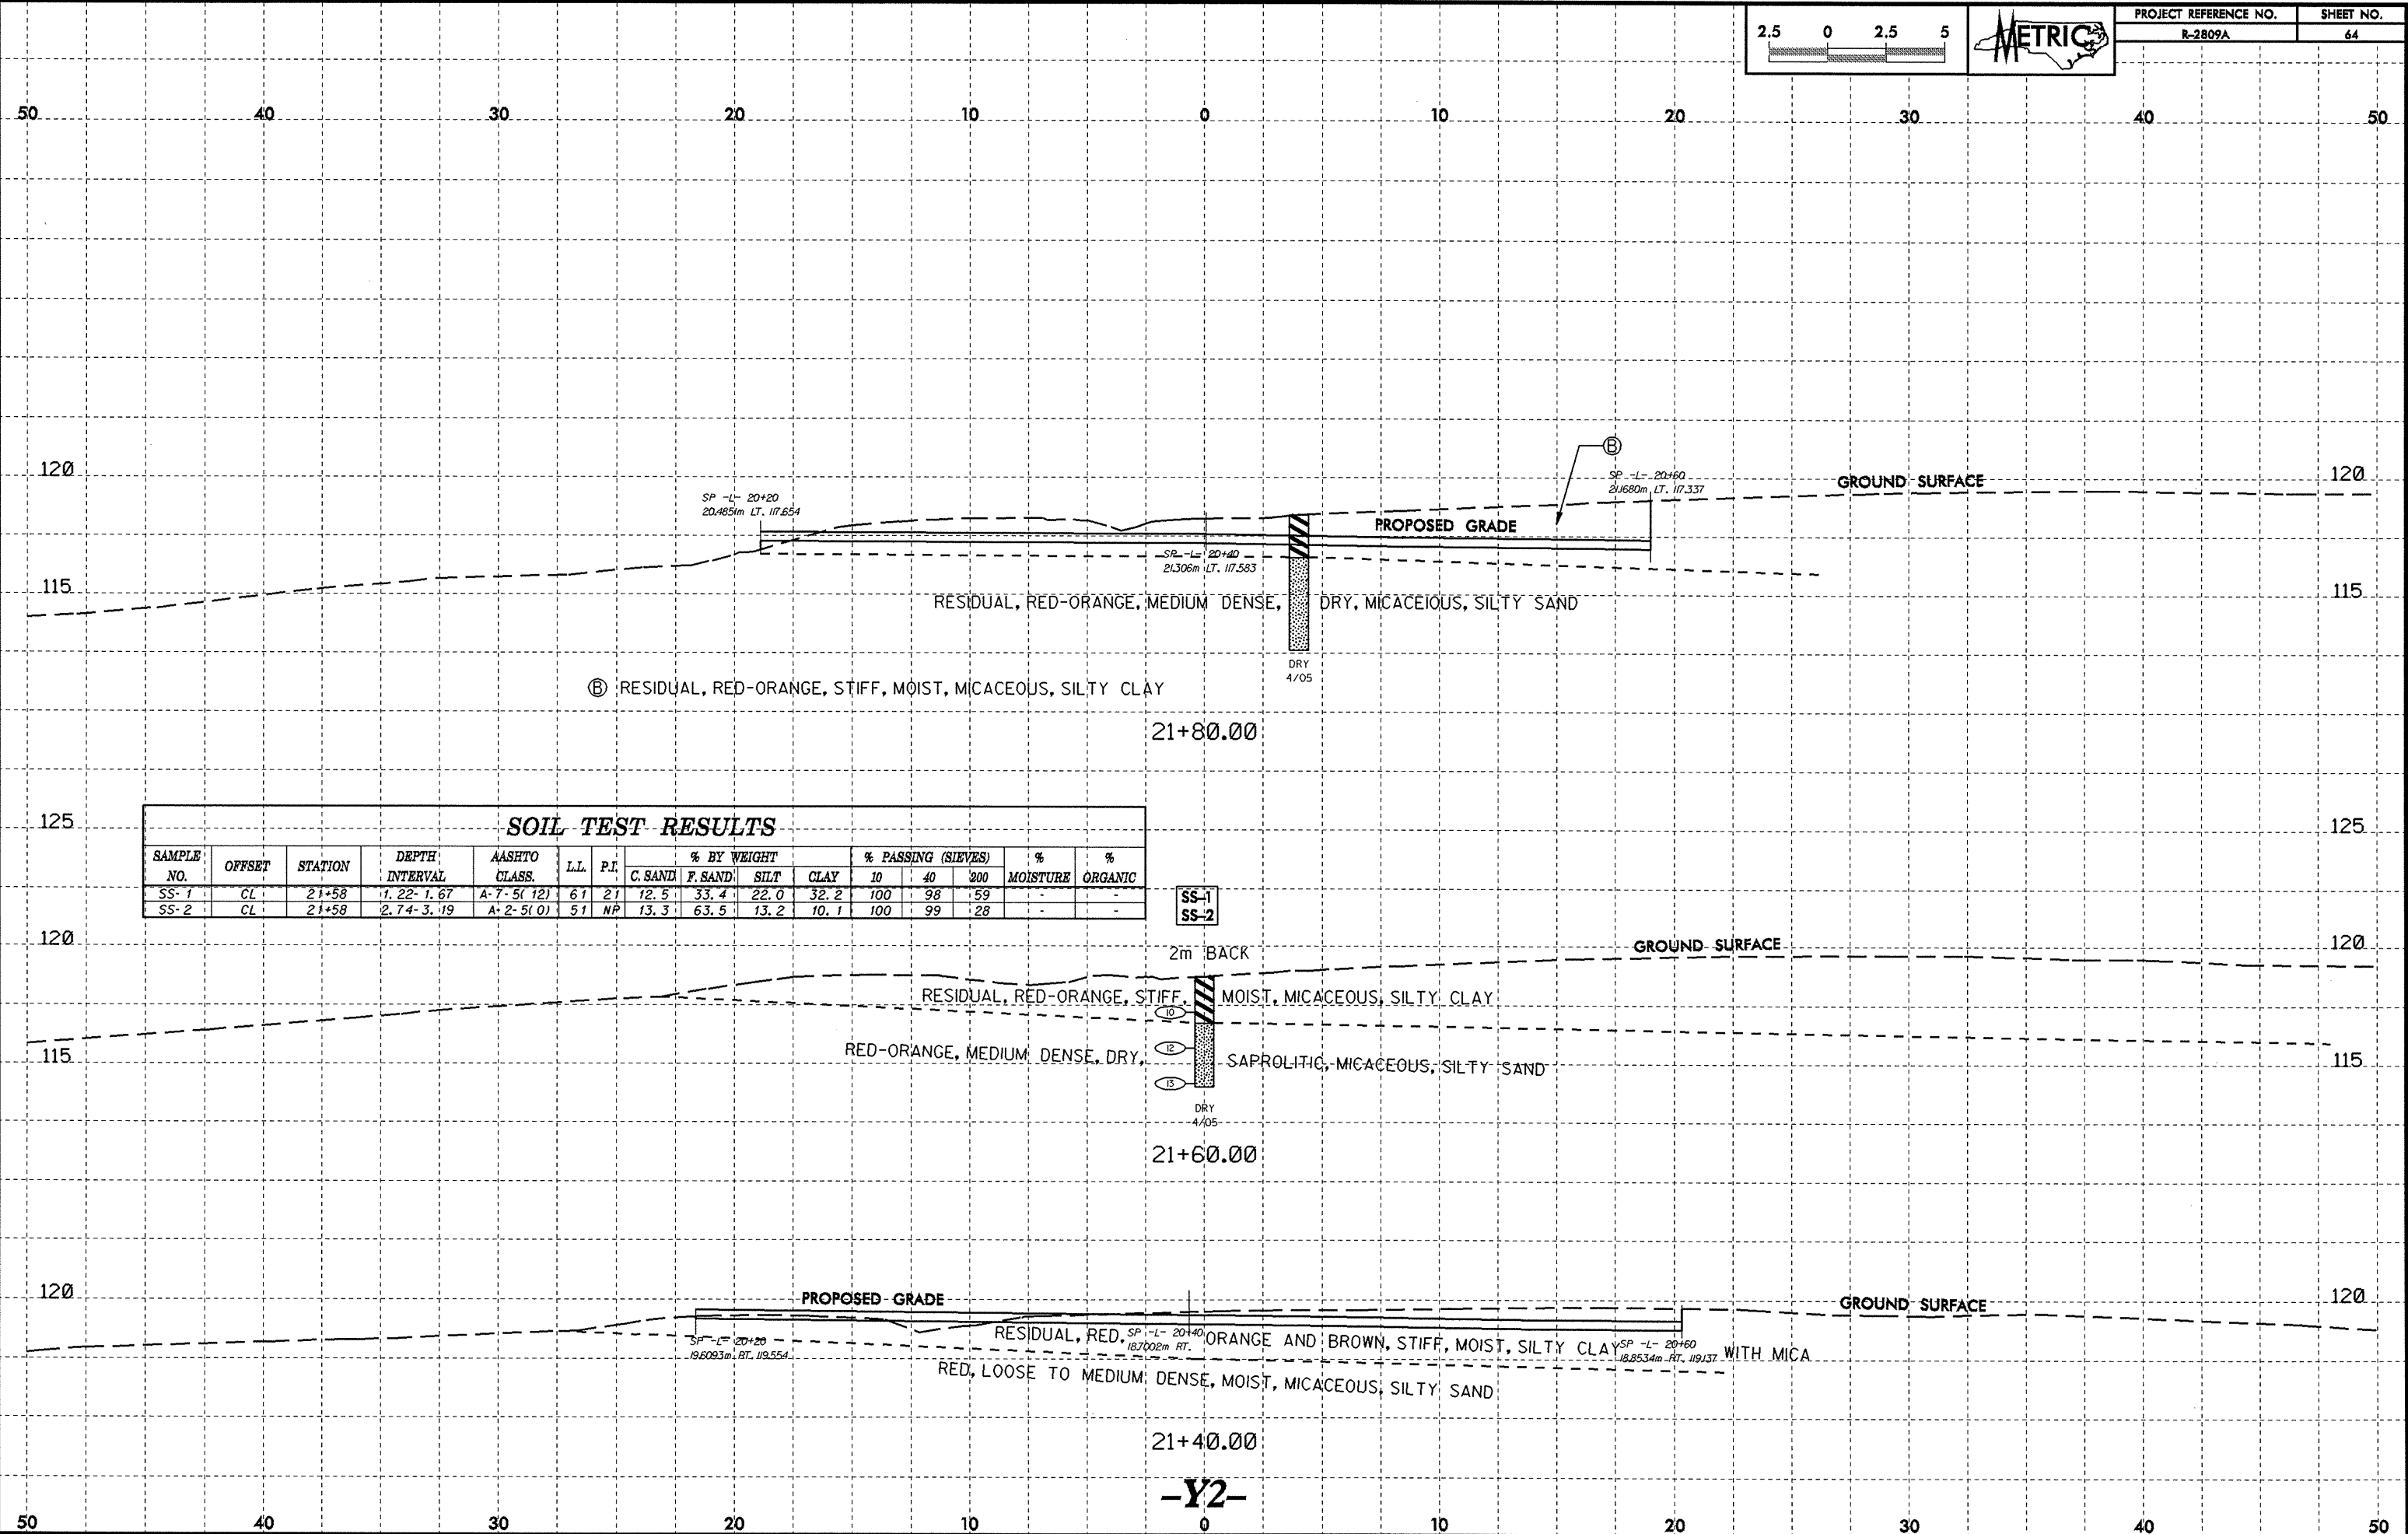 PROJECT REFERENCE NO. SHEET NO.
R-2809A 64
2.5 0 2.5 5
METRIC
50 40 30 20 10 0 10 20 30 40 50
B
120 120
SP -L- 20+60
21.1680m LT. 117.337
GROUND SURFACE
SP -L- 20+20
20.4851m LT. 117.654
PROPOSED GRADE
SP -L- 20+40
21.306m LT. 117.583
115 115
RESIDUAL, RED-ORANGE, MEDIUM DENSE, DRY, MICACEIOUS, SILTY SAND
DRY
4/05
B RESIDUAL, RED-ORANGE, STIFF, MOIST, MICACEOUS, SILTY CLAY
21+80.00
125 125
SOIL TEST RESULTS
SAMPLE NO. OFFSET STATION DEPTH INTERVAL AASHTO CLASS. L.L. P.I. % BY WEIGHT C. SAND F. SAND SILT CLAY % PASSING (SIEVES) 10 40 200 % MOISTURE % ORGANIC
SS-1 CL 21+58 1.22-1.67 A-7-5(12) 61 21 12.5 33.4 22.0 32.2 100 98 59 - -
SS-2 CL 21+58 2.74-3.19 A-2-5(0) 51 NP 13.3 63.5 13.2 10.1 100 99 28 - -
SS-1
SS-2
120 120
2m BACK
GROUND SURFACE
RESIDUAL, RED-ORANGE, STIFF, MOIST, MICACEOUS, SILTY CLAY
10
12
115 115
RED-ORANGE, MEDIUM DENSE, DRY, SAPROLITIC, MICACEOUS, SILTY SAND
13
DRY
4/05
21+60.00
120 120
PROPOSED GRADE
GROUND SURFACE
SP -L- 20+20
19.6093m RT. 119.554
RESIDUAL, RED, ORANGE AND BROWN, STIFF, MOIST, SILTY CLAY WITH MICA
SP -L- 20+40
18.7002m RT.
SP -L- 20+60
18.8534m RT. 119.137
RED, LOOSE TO MEDIUM DENSE, MOIST, MICACEOUS, SILTY SAND
21+40.00
-Y2-
50 40 30 20 10 0 10 20 30 40 50